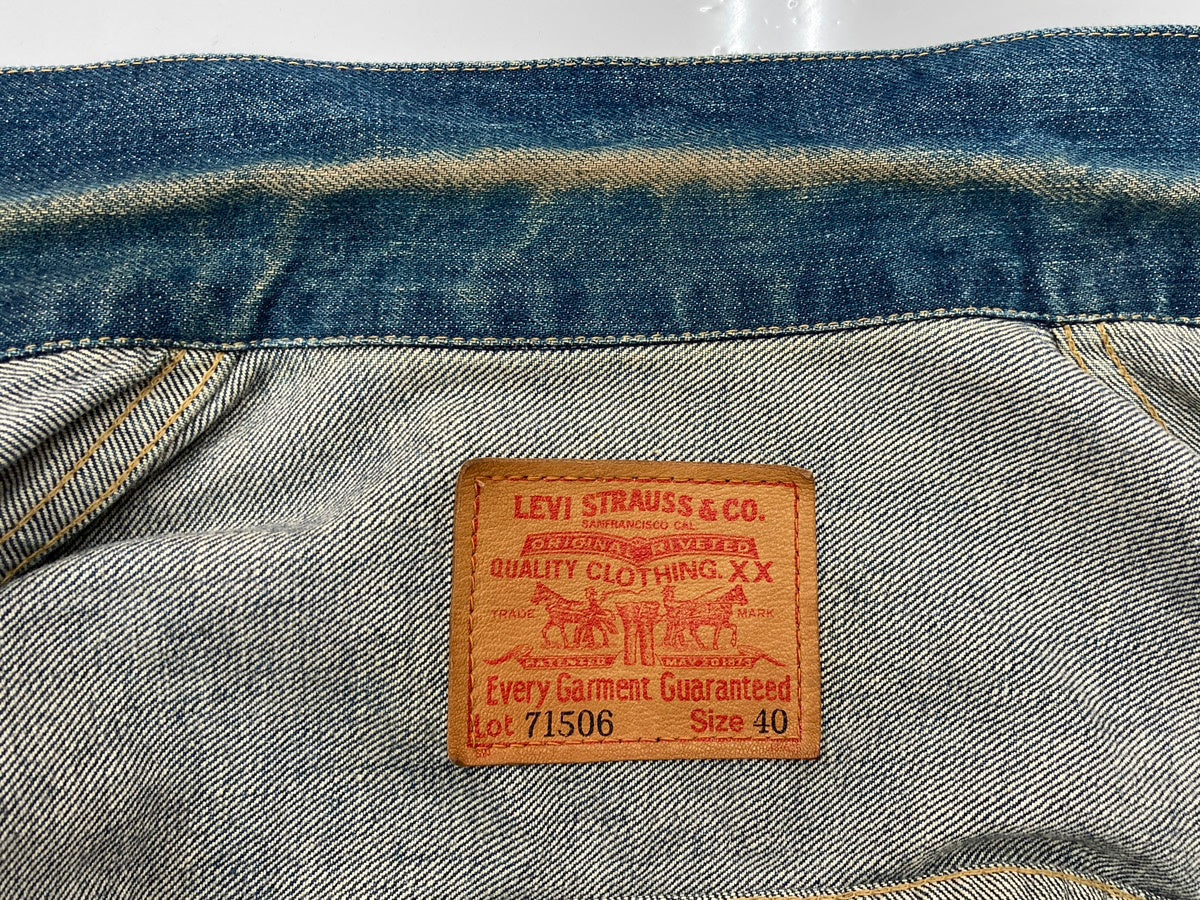 LEVI STRAUSS & CO.
SANFRANCISCO CAL
ORIGINAL RIVETED
QUALITY CLOTHING. XX
TRADE MARK
PATENTED MAY 20 1873
Every Garment Guaranteed
Lot 71506 Size 40